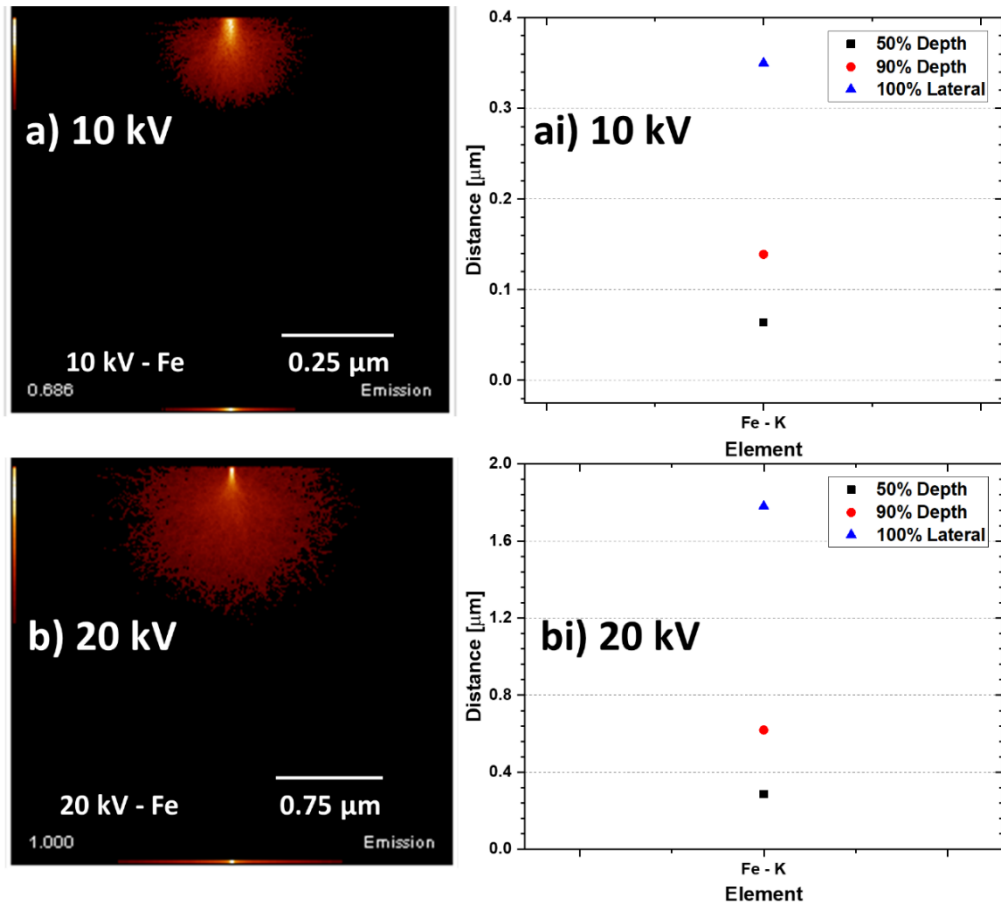 a) 10 kV
10 kV - Fe
0.25 µm
0.686
Emission
ai) 10 kV
50% Depth
90% Depth
100% Lateral
0.4
0.3
0.2
0.1
0.0
Distance [µm]
Fe - K
Element
b) 20 kV
20 kV - Fe
0.75 µm
1.000
Emission
bi) 20 kV
50% Depth
90% Depth
100% Lateral
2.0
1.6
1.2
0.8
0.4
0.0
Distance [µm]
Fe - K
Element